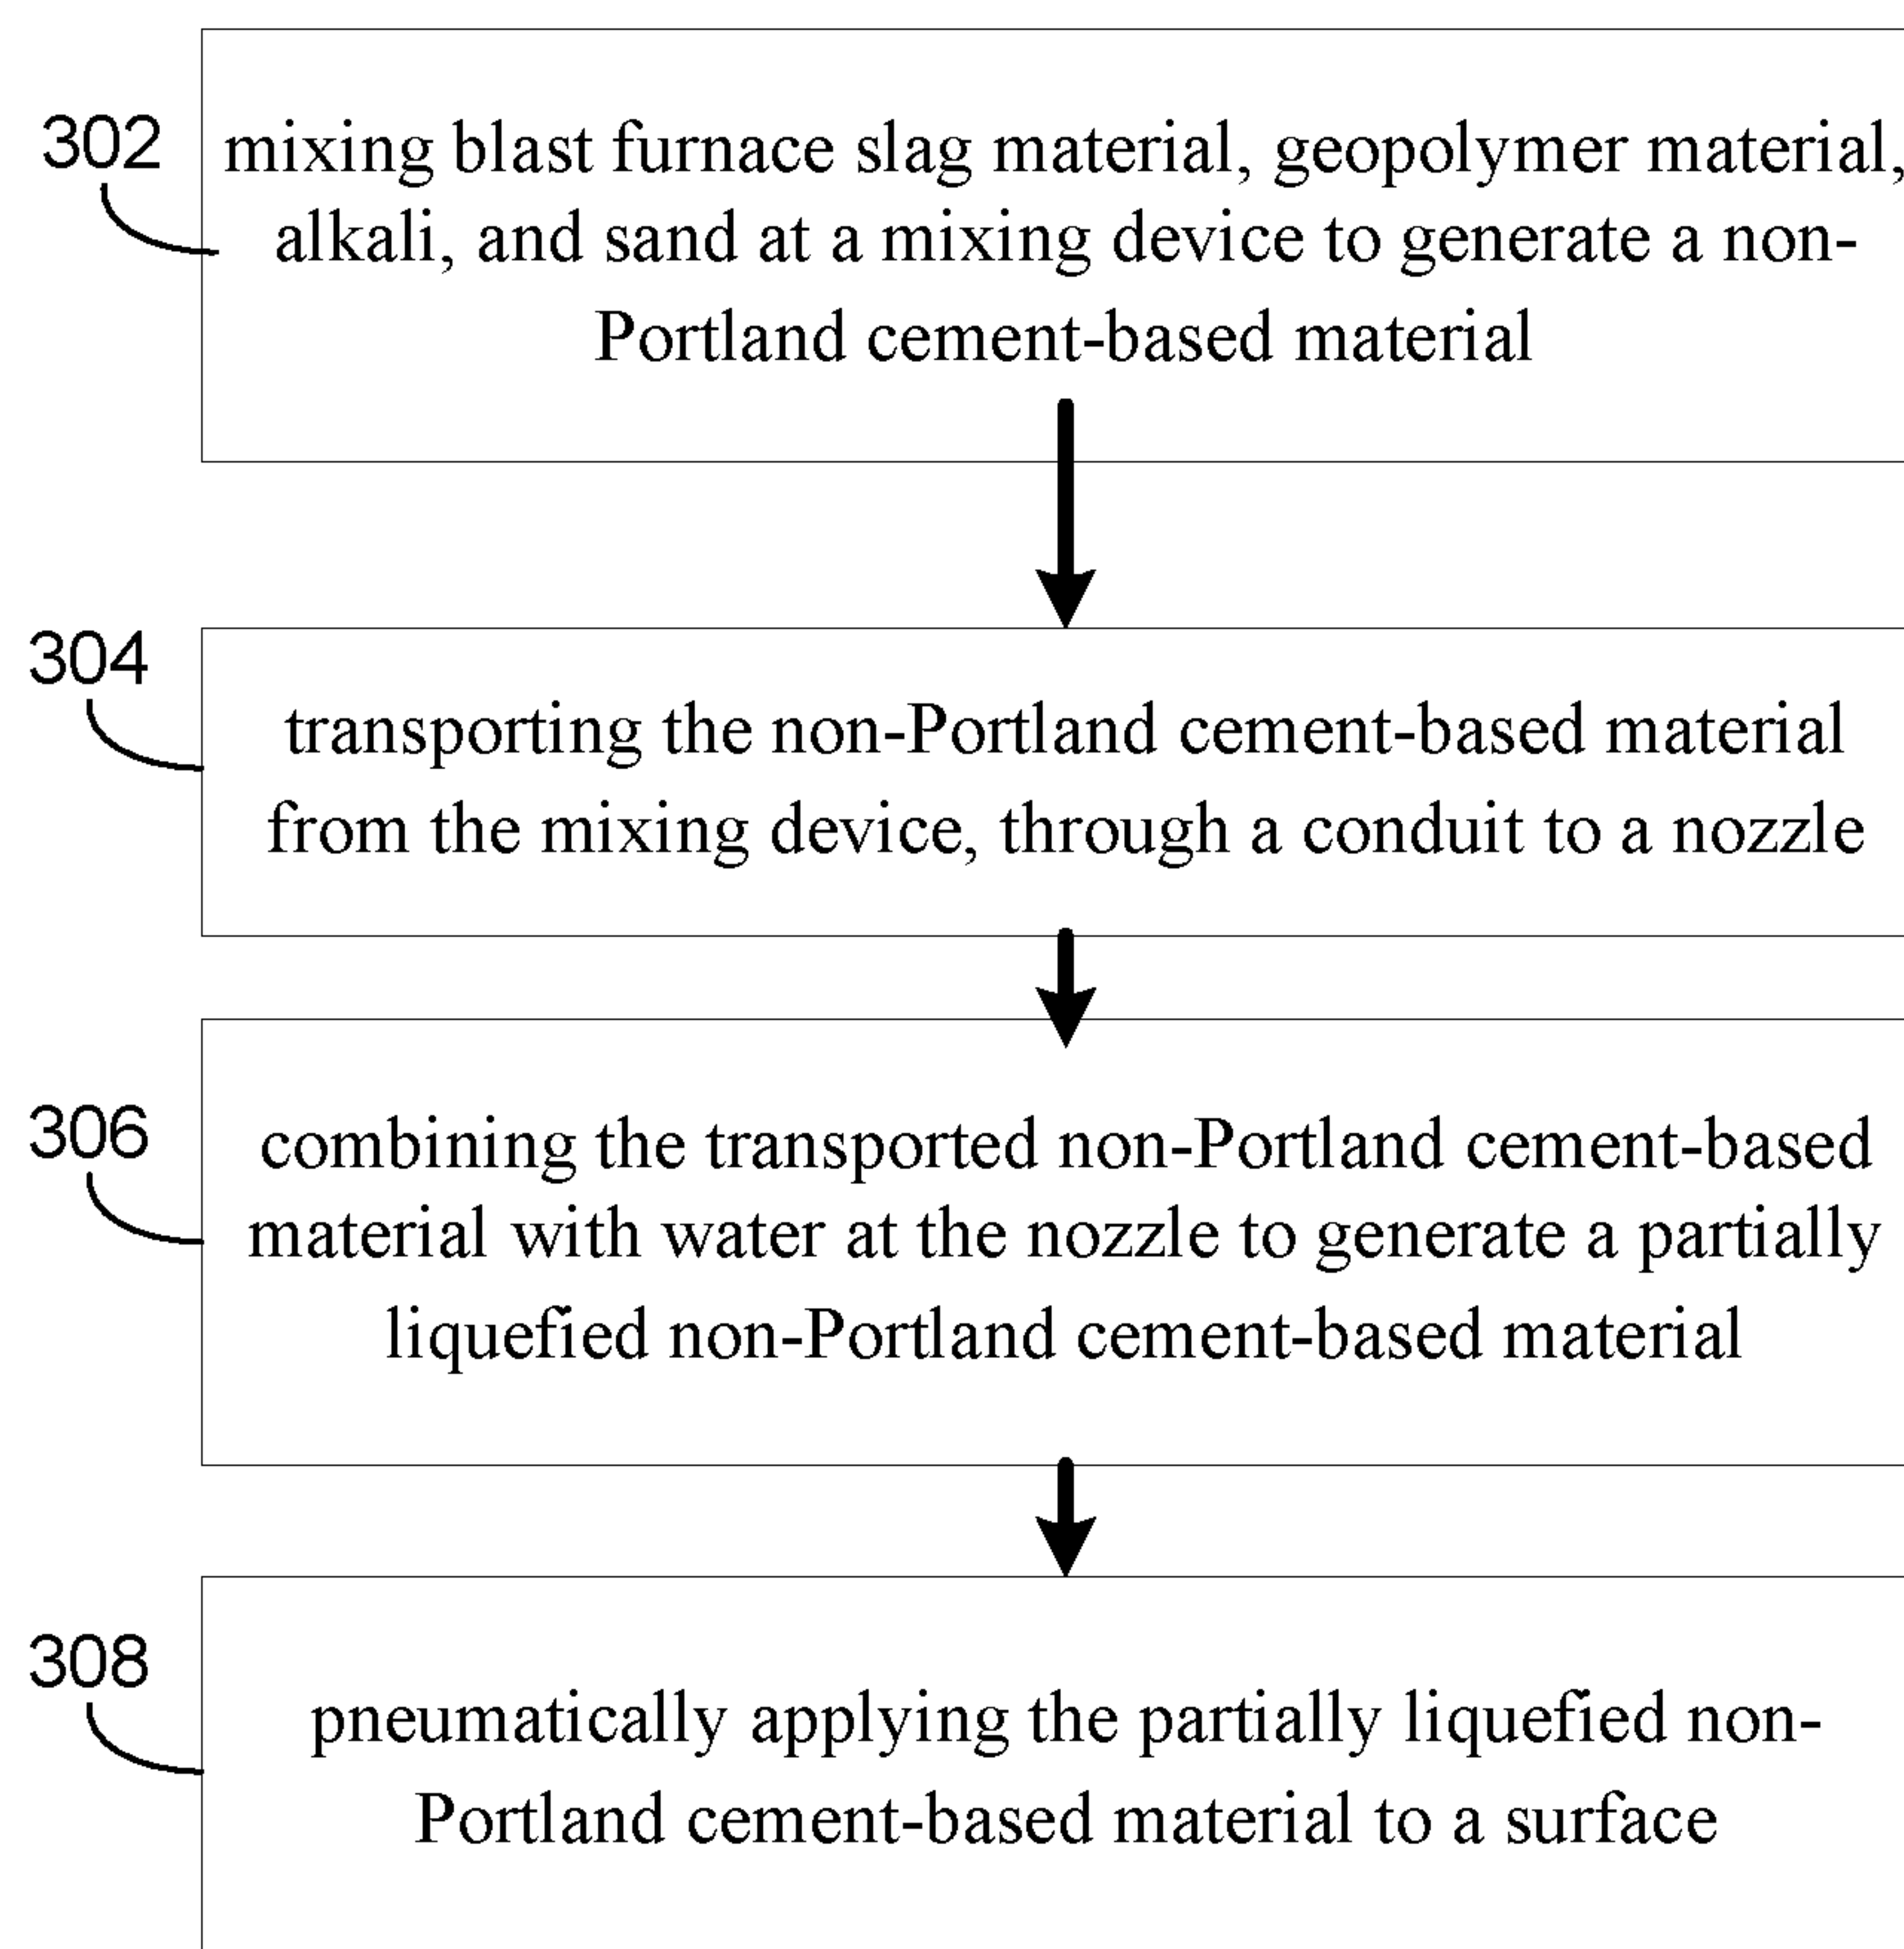 302
mixing blast furnace slag material, geopolymer material,
alkali, and sand at a mixing device to generate a non-
Portland cement-based material
304
transporting the non-Portland cement-based material
from the mixing device, through a conduit to a nozzle
306
combining the transported non-Portland cement-based
material with water at the nozzle to generate a partially
liquefied non-Portland cement-based material
308
pneumatically applying the partially liquefied non-
Portland cement-based material to a surface